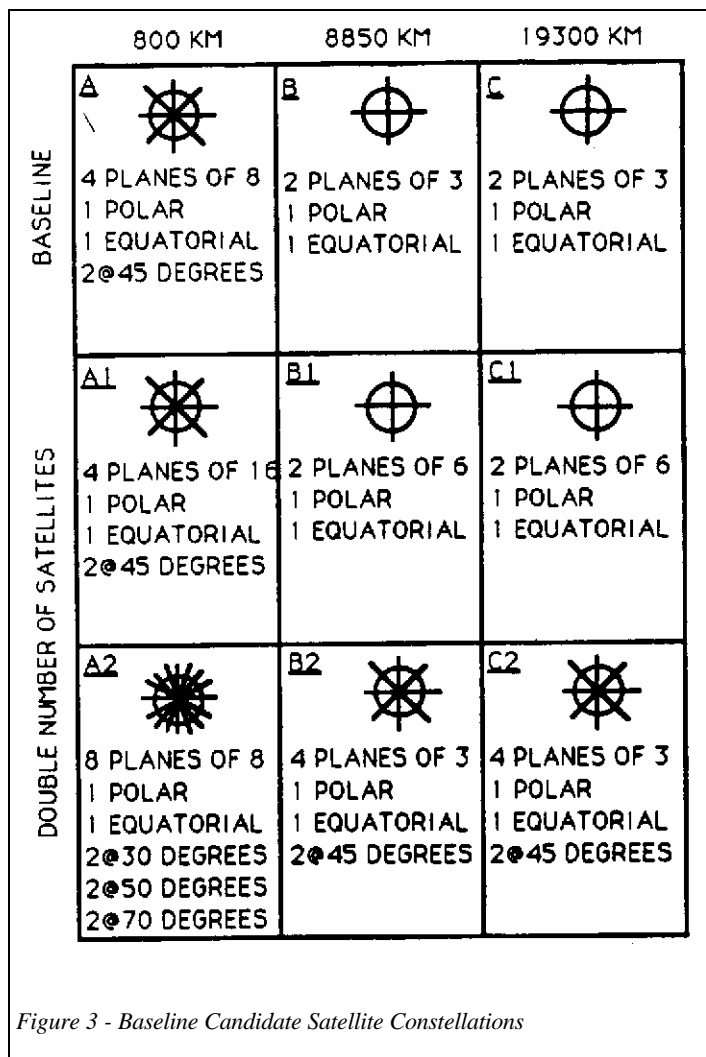 800 KM 8850 KM 19300 KM
BASELINE
A
4 PLANES OF 8
1 POLAR
1 EQUATORIAL
2@45 DEGREES
B
2 PLANES OF 3
1 POLAR
1 EQUATORIAL
C
2 PLANES OF 3
1 POLAR
1 EQUATORIAL
DOUBLE NUMBER OF SATELLITES
A1
4 PLANES OF 16
1 POLAR
1 EQUATORIAL
2@45 DEGREES
B1
2 PLANES OF 6
1 POLAR
1 EQUATORIAL
C1
2 PLANES OF 6
1 POLAR
1 EQUATORIAL
A2
8 PLANES OF 8
1 POLAR
1 EQUATORIAL
2@30 DEGREES
2@50 DEGREES
2@70 DEGREES
B2
4 PLANES OF 3
1 POLAR
1 EQUATORIAL
2@45 DEGREES
C2
4 PLANES OF 3
1 POLAR
1 EQUATORIAL
2@45 DEGREES
Figure 3 - Baseline Candidate Satellite Constellations